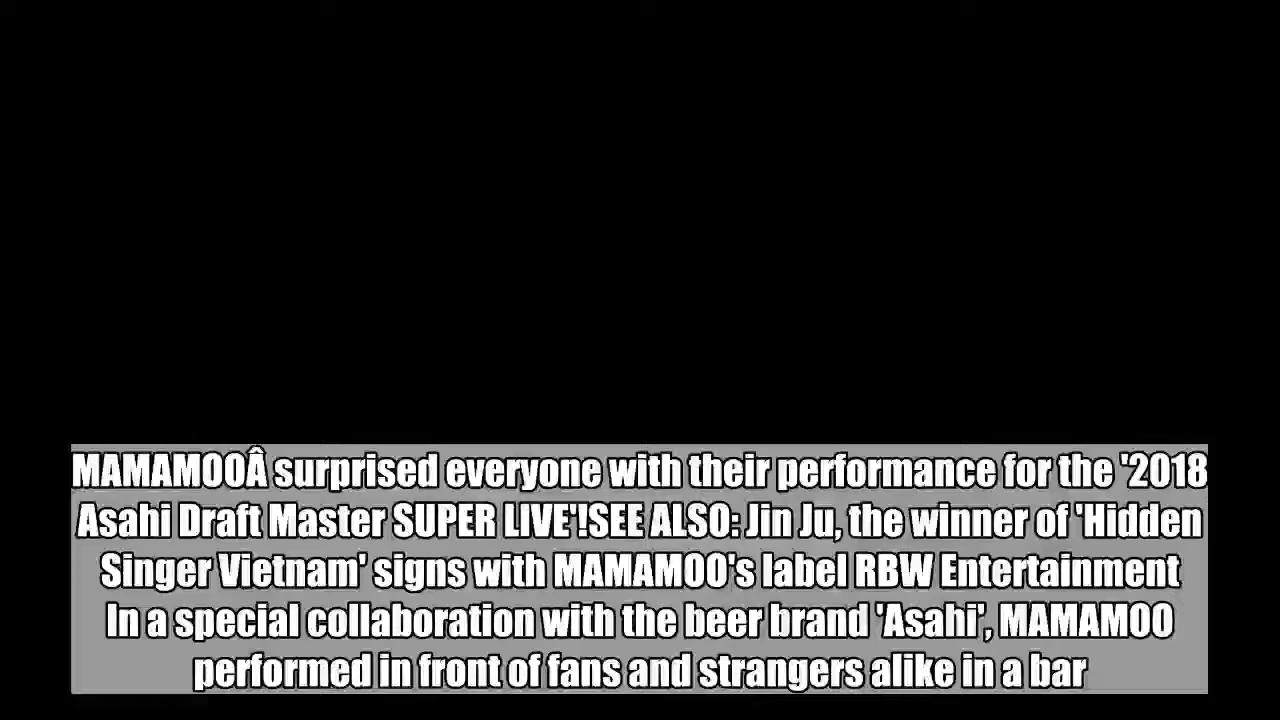 MAMAMOOÂ surprised everyone with their performance for the '2018
Asahi Draft Master SUPER LIVE'!SEE ALSO: Jin Ju, the winner of 'Hidden
Singer Vietnam' signs with MAMAMOO's label RBW Entertainment
In a special collaboration with the beer brand 'Asahi', MAMAMOO
performed in front of fans and strangers alike in a bar